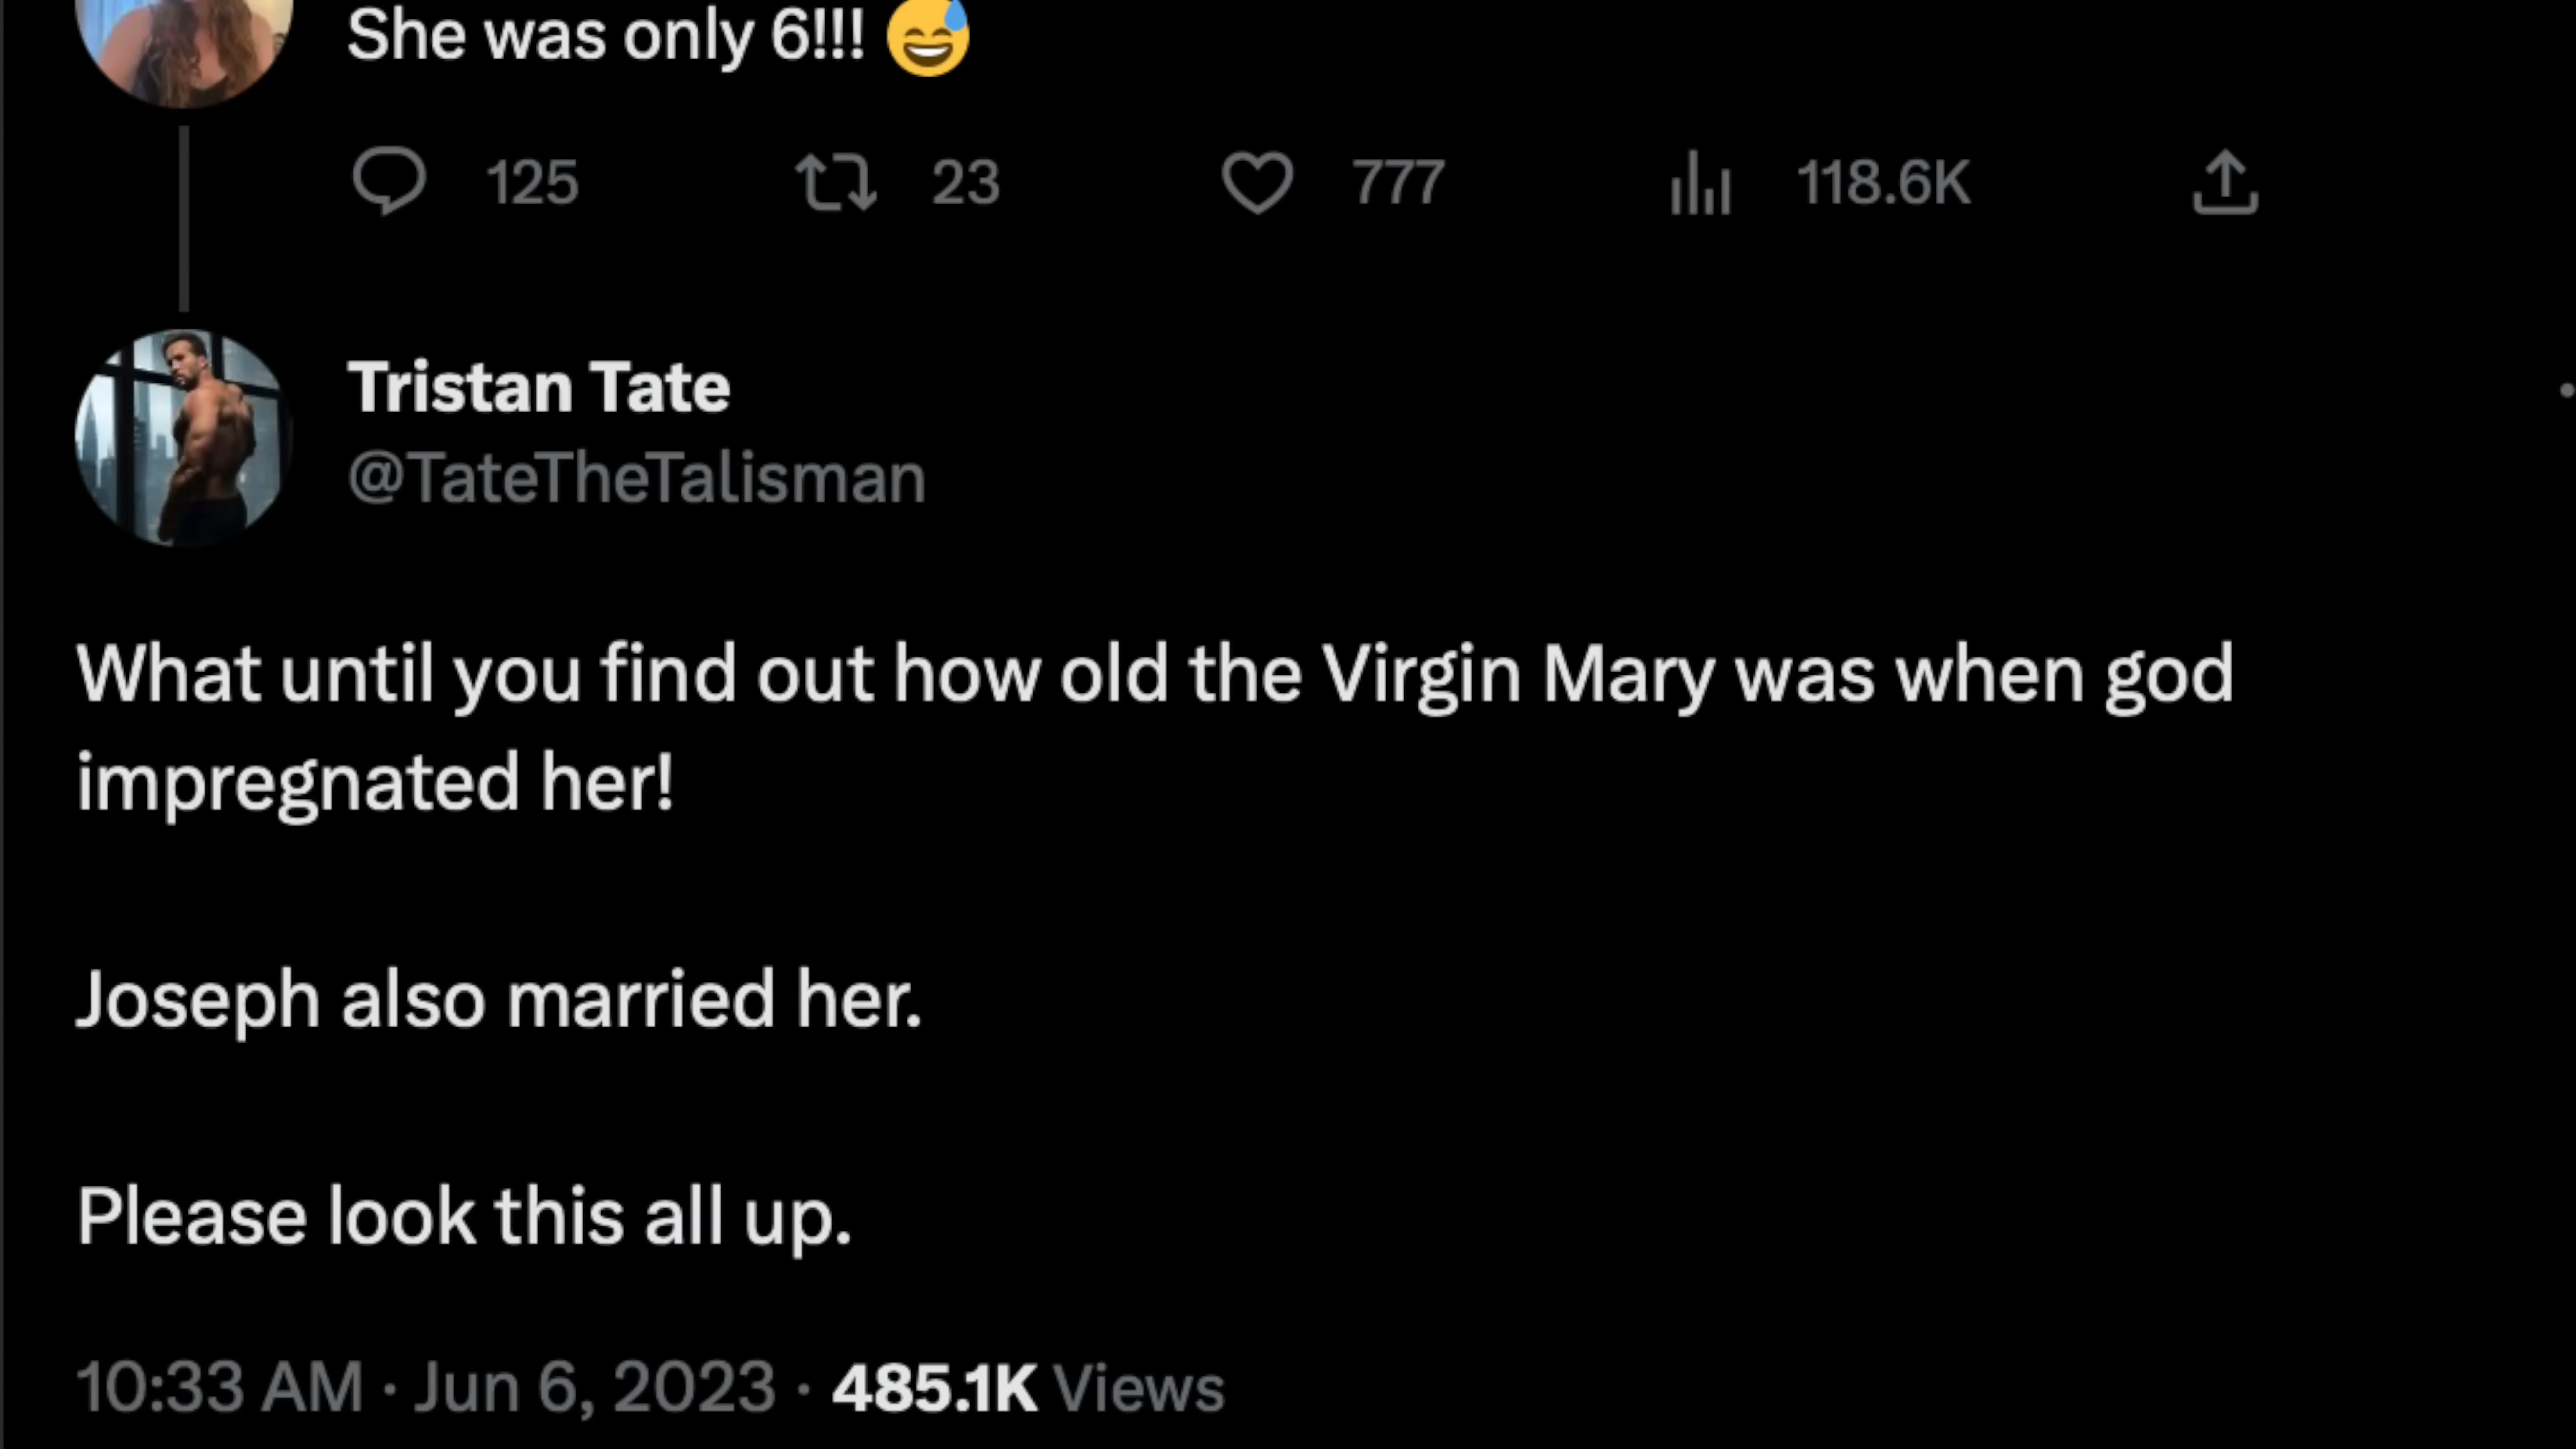 She was only 6!!! 😅
125 23 777 118.6K
Tristan Tate
@TateTheTalisman
What until you find out how old the Virgin Mary was when god
impregnated her!
Joseph also married her.
Please look this all up.
10:33 AM · Jun 6, 2023 · 485.1K Views